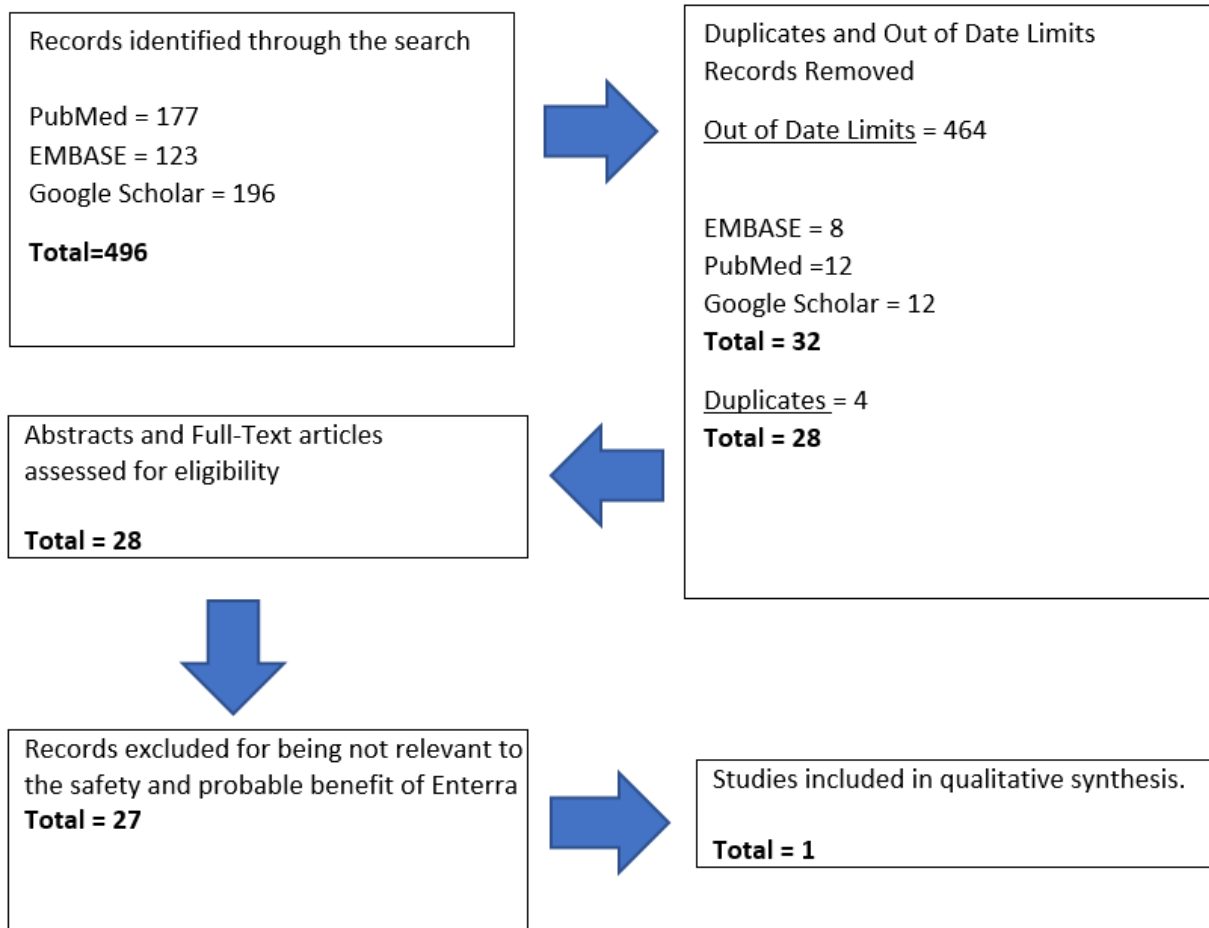 Records identified through the search
PubMed = 177
EMBASE = 123
Google Scholar = 196
Total=496
Duplicates and Out of Date Limits
Records Removed
Out of Date Limits = 464
EMBASE = 8
PubMed =12
Google Scholar = 12
Total = 32
Duplicates = 4
Total = 28
Abstracts and Full-Text articles
assessed for eligibility
Total = 28
Records excluded for being not relevant to
the safety and probable benefit of Enterra
Total = 27
Studies included in qualitative synthesis.
Total = 1